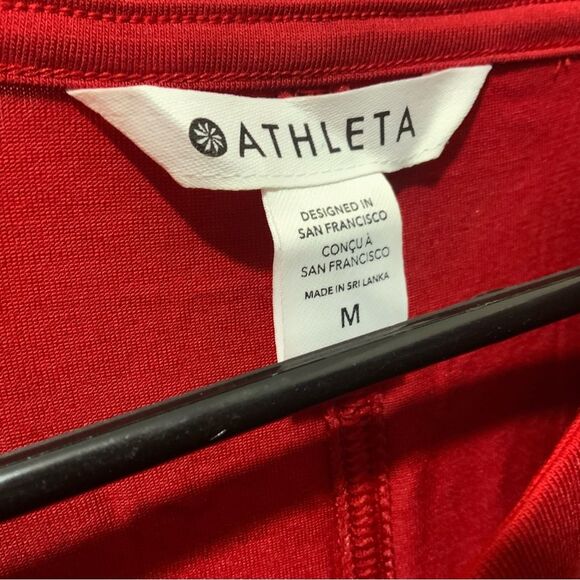 ATHLETA
DESIGNED IN
SAN FRANCISCO
CONÇU À
SAN FRANCISCO
MADE IN SRI LANKA
M